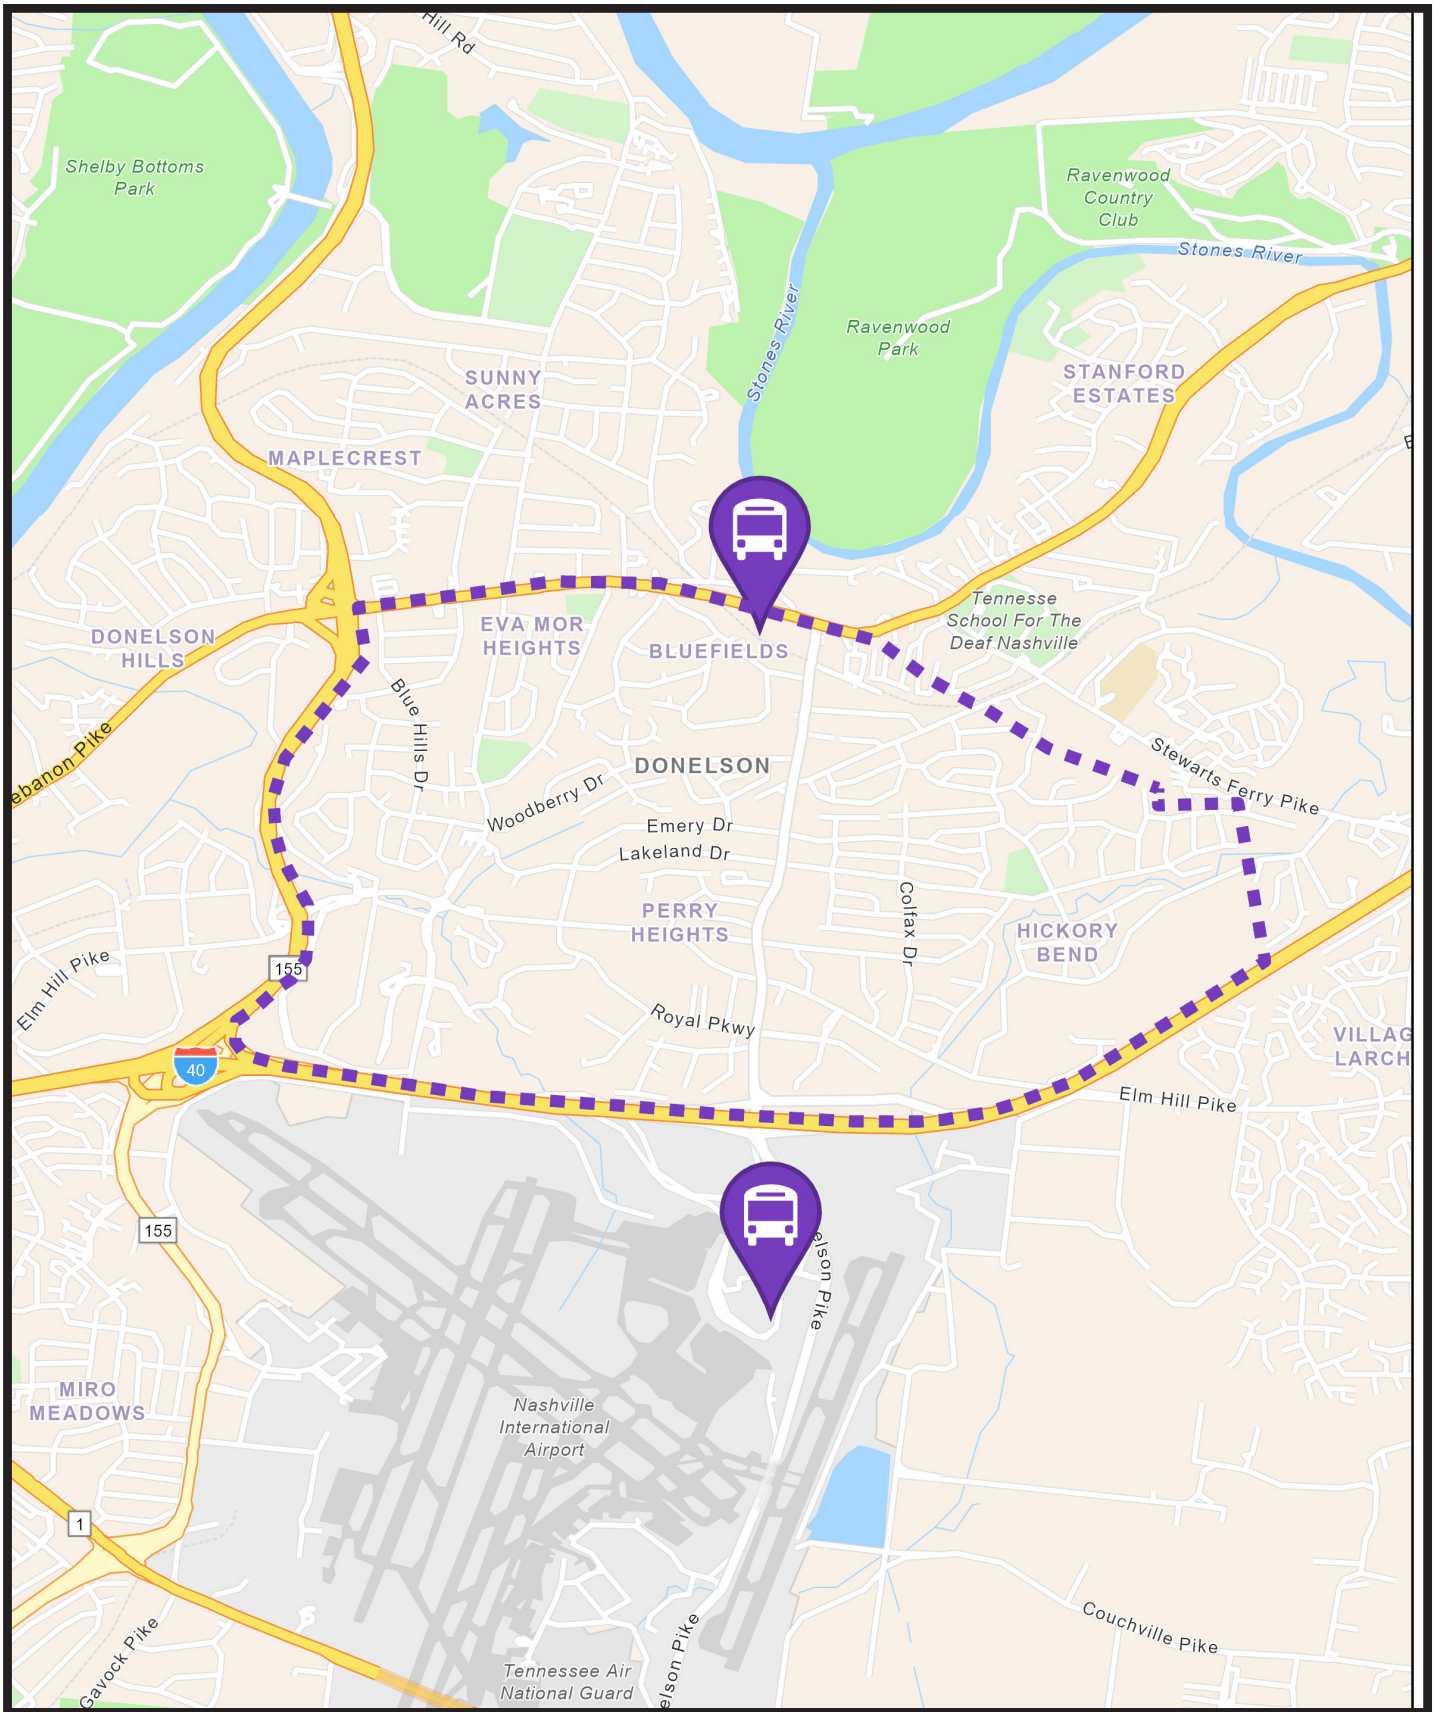 Hill Rd
Shelby Bottoms
Park
Ravenwood
Country
Club
Stones River
Stones River
Ravenwood
Park
SUNNY
ACRES
STANFORD
ESTATES
MAPLECREST
Tennesse
School For The
Deaf Nashville
EVA MOR
HEIGHTS
DONELSON
HILLS
BLUEFIELDS
Blue Hills Dr
ebanon Pike
DONELSON
Stewarts Ferry Pike
Woodberry Dr
Emery Dr
Lakeland Dr
Colfax Dr
PERRY
HEIGHTS
HICKORY
BEND
Elm Hill Pike
155
Royal Pkwy
VILLAG
LARCH
40
Elm Hill Pike
155
elson Pike
MIRO
MEADOWS
Nashville
International
Airport
1
Couchville Pike
Gavock Pike
elson Pike
Tennessee Air
National Guard